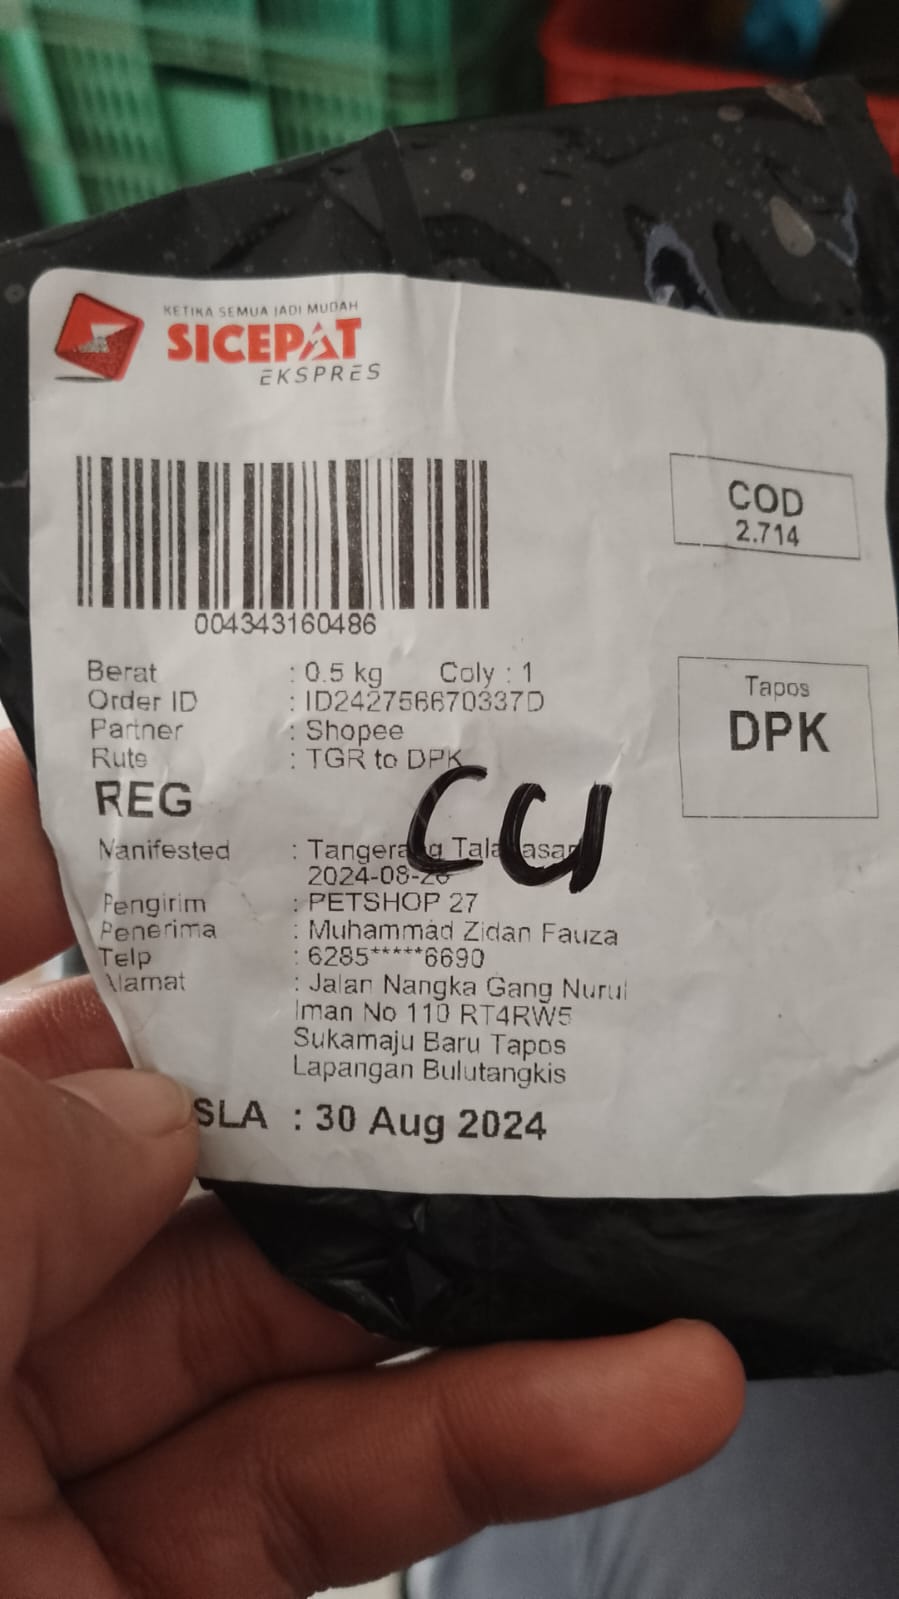 KETIKA SEMUA JADI MUDAH
SICEPAT
EKSPRES
COD
2.714
004343160486
Berat : 0.5 kg Coly : 1
Order ID : ID242756670337D
Partner : Shopee
Rute : TGR to DPK
REG
Tapos
DPK
CU
Manifested :
2024-08-
Pengirim : PETSHOP 27
Penerima : Muhammad Zidan Fauza
Telp : 6285*****6690
Alamat : Jalan Nangka Gang Nurul
Iman No 110 RT4RW5
Sukamaju Baru Tapos
Lapangan Bulutangkis
SLA : 30 Aug 2024